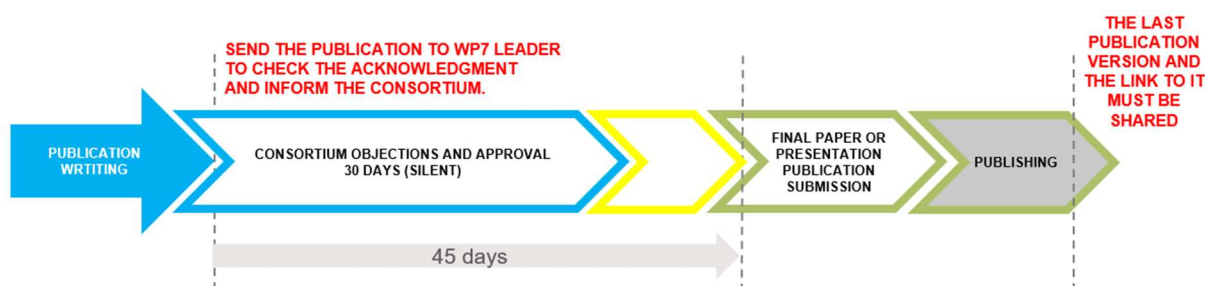 SEND THE PUBLICATION TO WP7 LEADER
TO CHECK THE ACKNOWLEDGMENT
AND INFORM THE CONSORTIUM.
THE LAST
PUBLICATION
VERSION AND
THE LINK TO IT
MUST BE
SHARED
PUBLICATION
WRTITING
CONSORTIUM OBJECTIONS AND APPROVAL
30 DAYS (SILENT)
FINAL PAPER OR
PRESENTATION
PUBLICATION
SUBMISSION
PUBLISHING
45 days